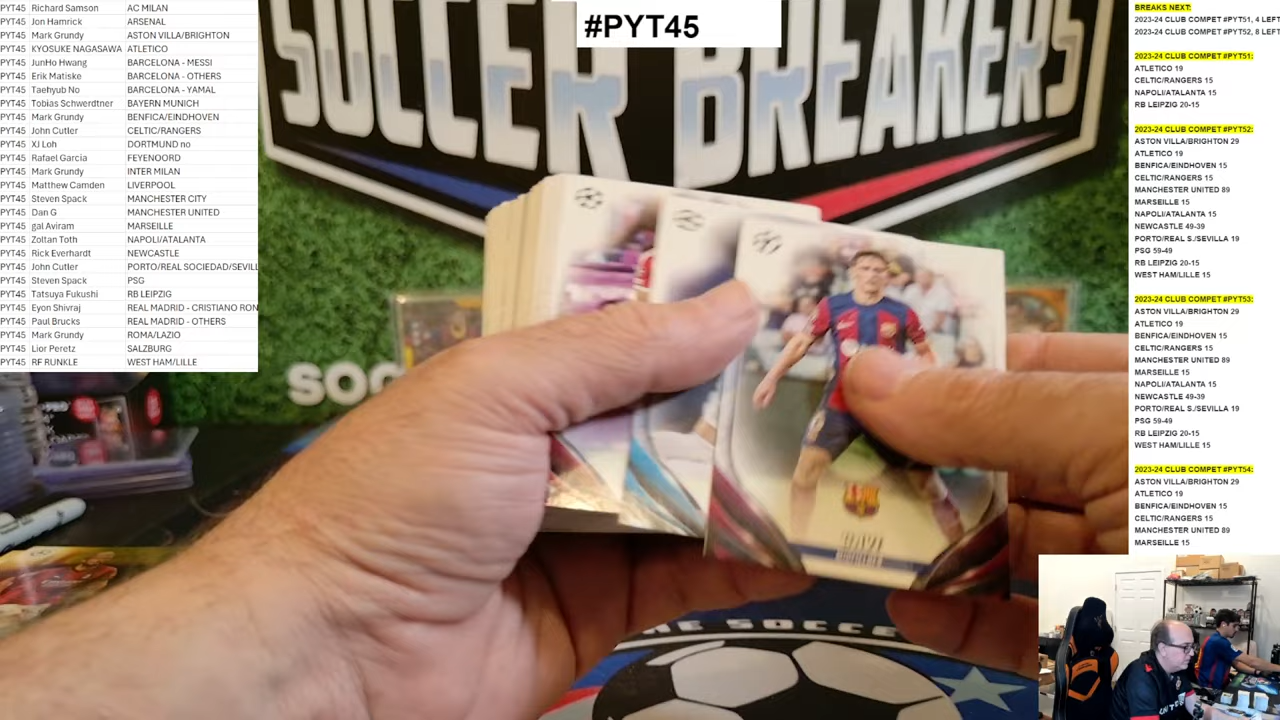 #PYT45
PYT45 Richard Samson AC MILAN
PYT45 Jon Hamrick ARSENAL
PYT45 Mark Grundy ASTON VILLA/BRIGHTON
PYT45 KYOSUKE NAGASAWA ATLETICO
PYT45 JunHo Hwang BARCELONA - MESSI
PYT45 Erik Matiske BARCELONA - OTHERS
PYT45 Taehyub No BARCELONA - YAMAL
PYT45 Tobias Schwerdtner BAYERN MUNICH
PYT45 Mark Grundy BENFICA/EINDHOVEN
PYT45 John Cutler CELTIC/RANGERS
PYT45 XJ Loh DORTMUND no
PYT45 Rafael Garcia FEYENOORD
PYT45 Mark Grundy INTER MILAN
PYT45 Matthew Camden LIVERPOOL
PYT45 Steven Spack MANCHESTER CITY
PYT45 Dan G MANCHESTER UNITED
PYT45 gal Aviram MARSEILLE
PYT45 Zoltan Toth NAPOLI/ATALANTA
PYT45 Rick Everhardt NEWCASTLE
PYT45 John Cutler PORTO/REAL SOCIEDAD/SEVILL
PYT45 Steven Spack PSG
PYT45 Tatsuya Fukushi RB LEIPZIG
PYT45 Eyon Shivraj REAL MADRID - CRISTIANO RON
PYT45 Paul Brucks REAL MADRID - OTHERS
PYT45 Mark Grundy ROMA/LAZIO
PYT45 Lior Peretz SALZBURG
PYT45 RF RUNKLE WEST HAM/LILLE
SOCCER BREAKERS
SOC
BREAKS NEXT:
2023-24 CLUB COMPET #PYT51, 4 LEFT
2023-24 CLUB COMPET #PYT52, 8 LEFT
2023-24 CLUB COMPET #PYT51:
ATLETICO 19
CELTIC/RANGERS 15
NAPOLI/ATALANTA 15
RB LEIPZIG 20-15
2023-24 CLUB COMPET #PYT52:
ASTON VILLA/BRIGHTON 29
ATLETICO 19
BENFICA/EINDHOVEN 15
CELTIC/RANGERS 15
MANCHESTER UNITED 89
MARSEILLE 15
NAPOLI/ATALANTA 15
NEWCASTLE 49-39
PORTO/REAL S./SEVILLA 19
PSG 59-49
RB LEIPZIG 20-15
WEST HAM/LILLE 15
2023-24 CLUB COMPET #PYT53:
ASTON VILLA/BRIGHTON 29
ATLETICO 19
BENFICA/EINDHOVEN 15
CELTIC/RANGERS 15
MANCHESTER UNITED 89
MARSEILLE 15
NAPOLI/ATALANTA 15
NEWCASTLE 49-39
PORTO/REAL S./SEVILLA 19
PSG 59-49
RB LEIPZIG 20-15
WEST HAM/LILLE 15
2023-24 CLUB COMPET #PYT54:
ASTON VILLA/BRIGHTON 29
ATLETICO 19
BENFICA/EINDHOVEN 15
CELTIC/RANGERS 15
MANCHESTER UNITED 89
MARSEILLE 15